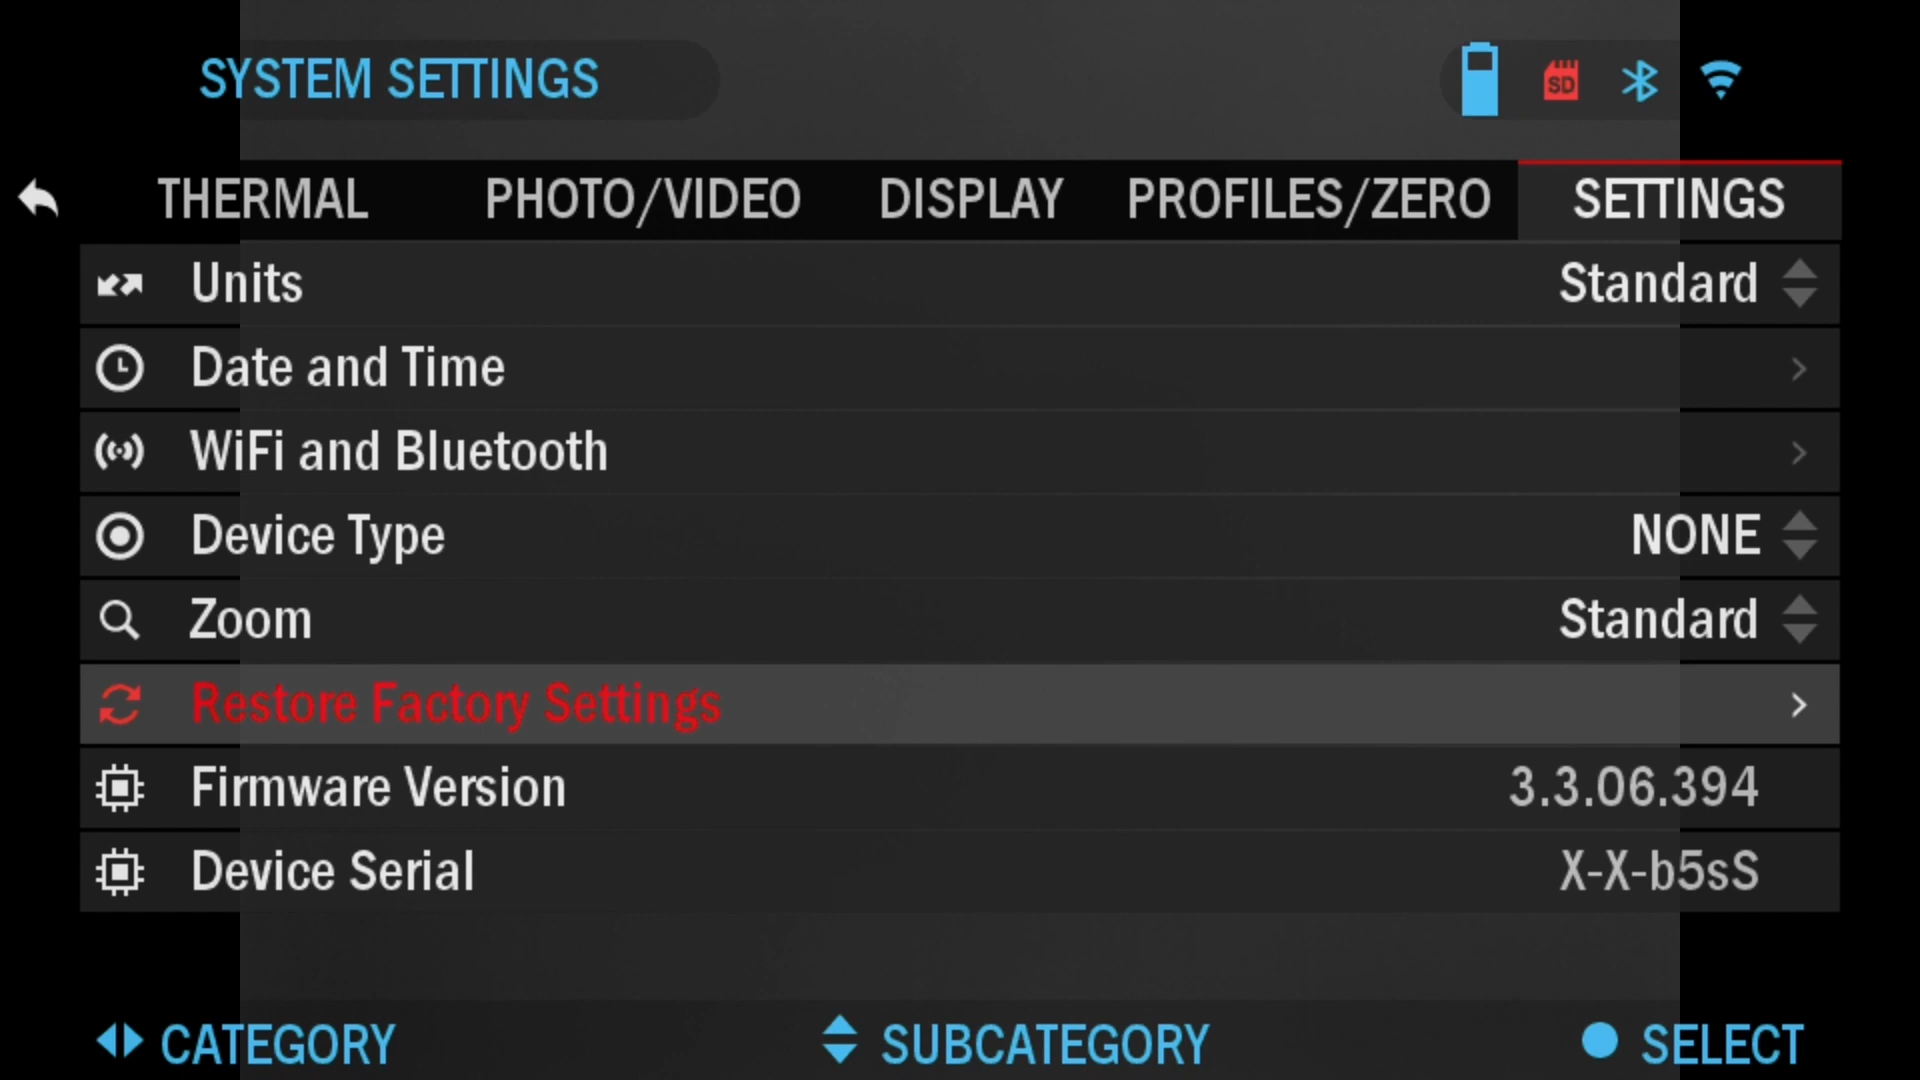 SYSTEM SETTINGS
SD
THERMAL PHOTO/VIDEO DISPLAY PROFILES/ZERO SETTINGS
Units Standard
Date and Time
WiFi and Bluetooth
Device Type NONE
Zoom Standard
Restore Factory Settings
Firmware Version 3.3.06.394
Device Serial X-X-b5sS
CATEGORY SUBCATEGORY SELECT